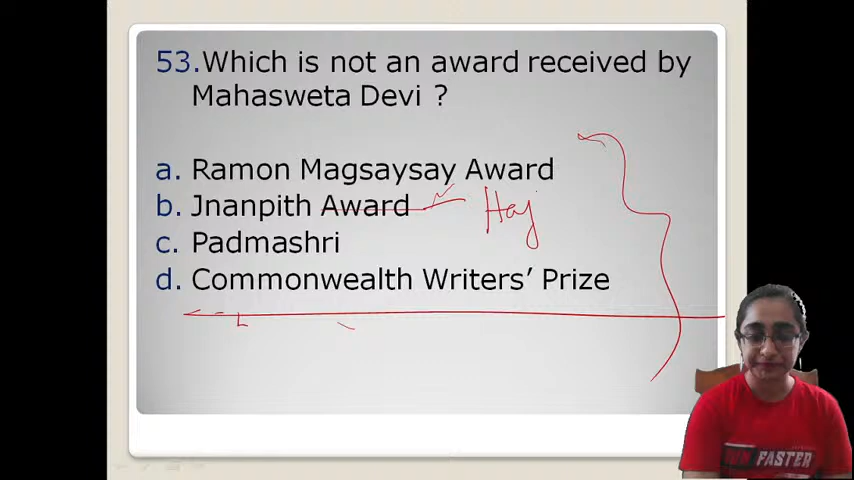 53.Which is not an award received by
Mahasweta Devi ?
a. Ramon Magsaysay Award
b. Jnanpith Award
Haj
c. Padmashri
d. Commonwealth Writers’ Prize
FASTER